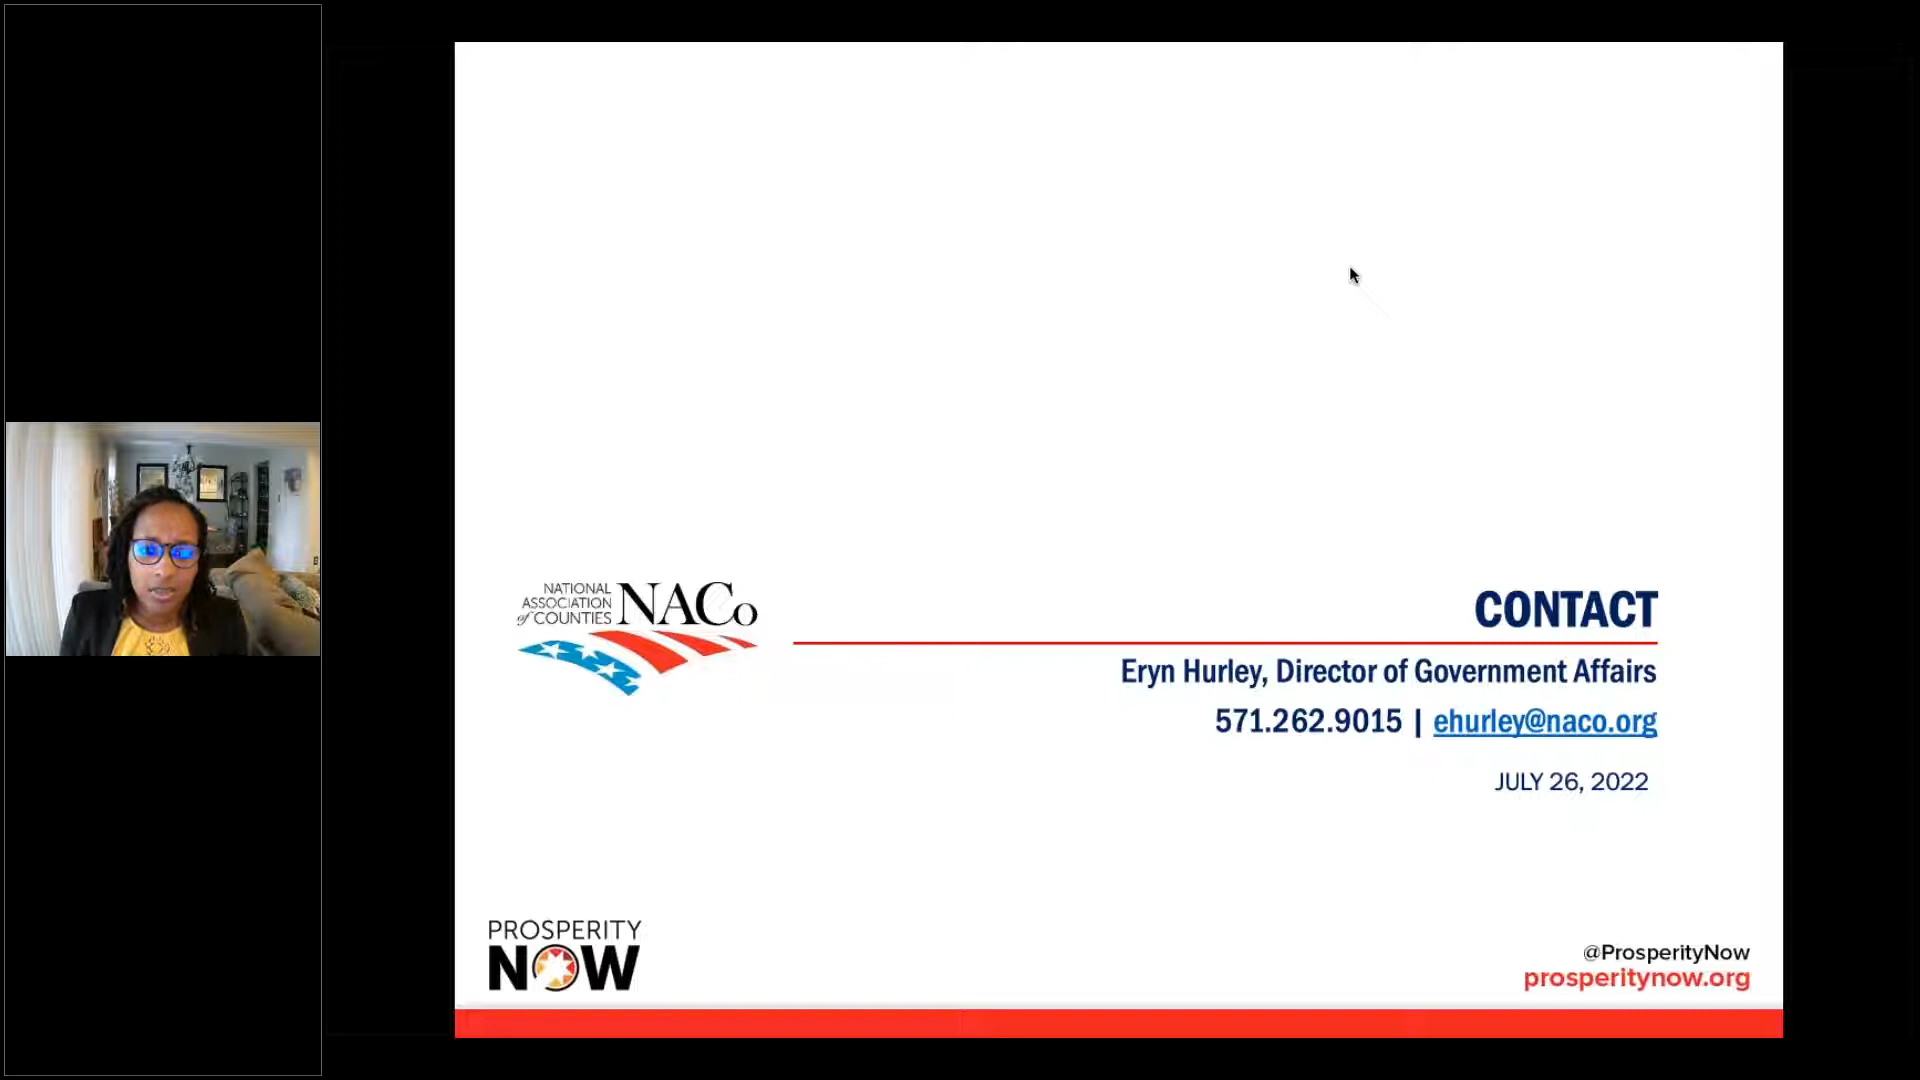 NATIONAL
ASSOCIATION
of COUNTIES
NACo
CONTACT
Eryn Hurley, Director of Government Affairs
571.262.9015 | ehurley@naco.org
JULY 26, 2022
PROSPERITY
NOW
@ProsperityNow
prosperitynow.org